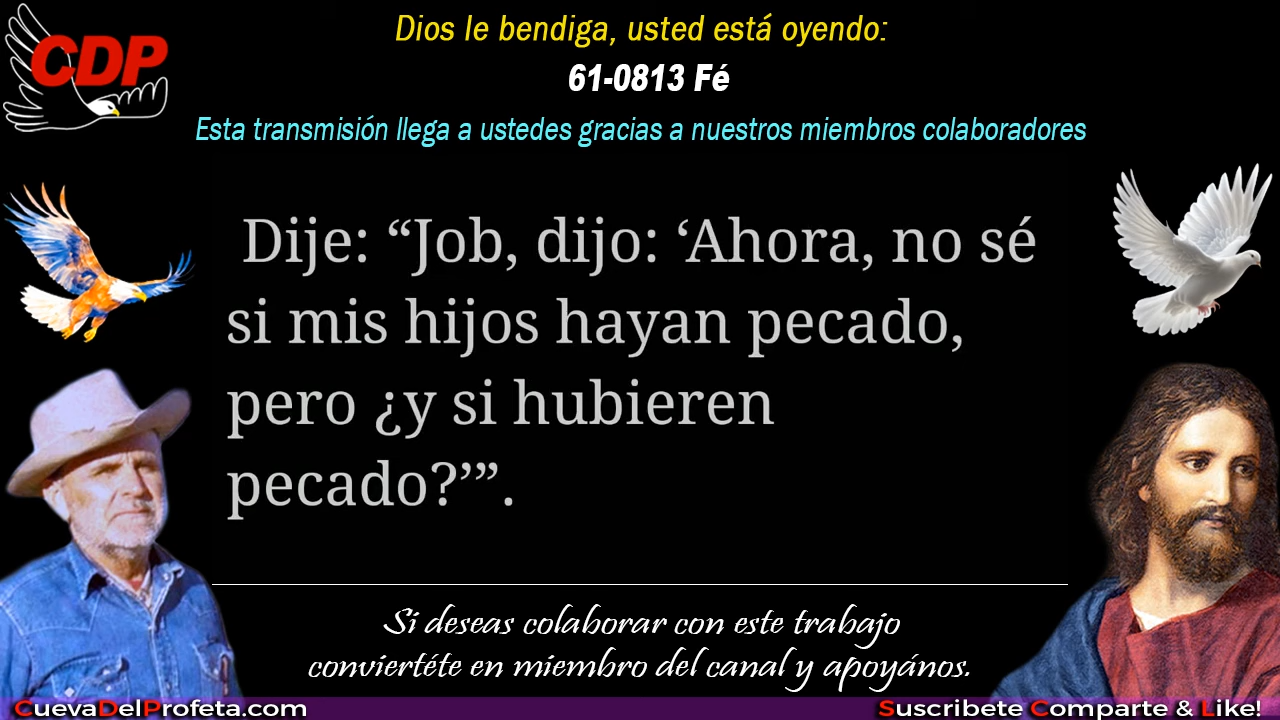 CDP
Dios le bendiga, usted está oyendo:
61-0813 Fé
Esta transmisión llega a ustedes gracias a nuestros miembros colaboradores
Dije: “Job, dijo: ‘Ahora, no sé
si mis hijos hayan pecado,
pero ¿y si hubieren
pecado?’”.
Si deseas colaborar con este trabajo
conviertéte en miembro del canal y apoyános.
CuevaDelProfeta.com
Suscribete Comparte & Like!